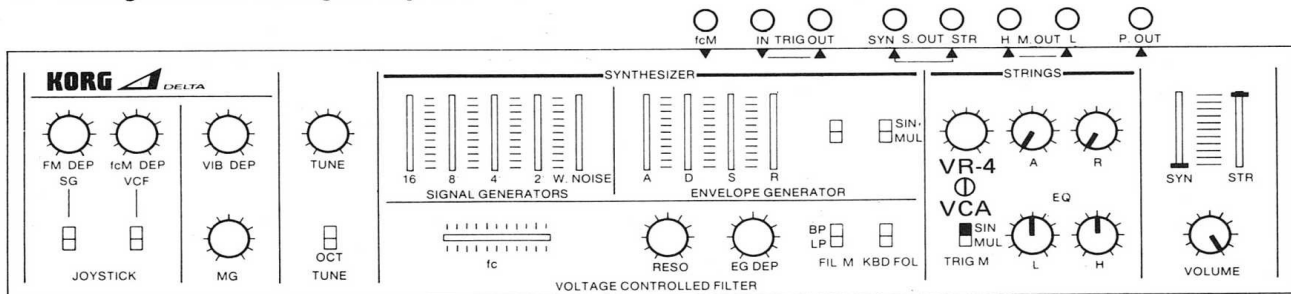 fcM IN TRIG OUT SYN S. OUT STR H M. OUT L P. OUT
KORG DELTA
SYNTHESIZER
STRINGS
FM DEP fcM DEP VIB DEP TUNE
SG VCF
16 8 4 2 W. NOISE
SIGNAL GENERATORS
A D S R
ENVELOPE GENERATOR
SIN
MUL
A R
VR-4
VCA
EQ
SYN STR
JOYSTICK
MG
OCT
TUNE
fc
RESO EG DEP
BP
LP
FIL M KBD FOL
SIN
MUL
TRIG M
L H
VOLUME
VOLTAGE CONTROLLED FILTER